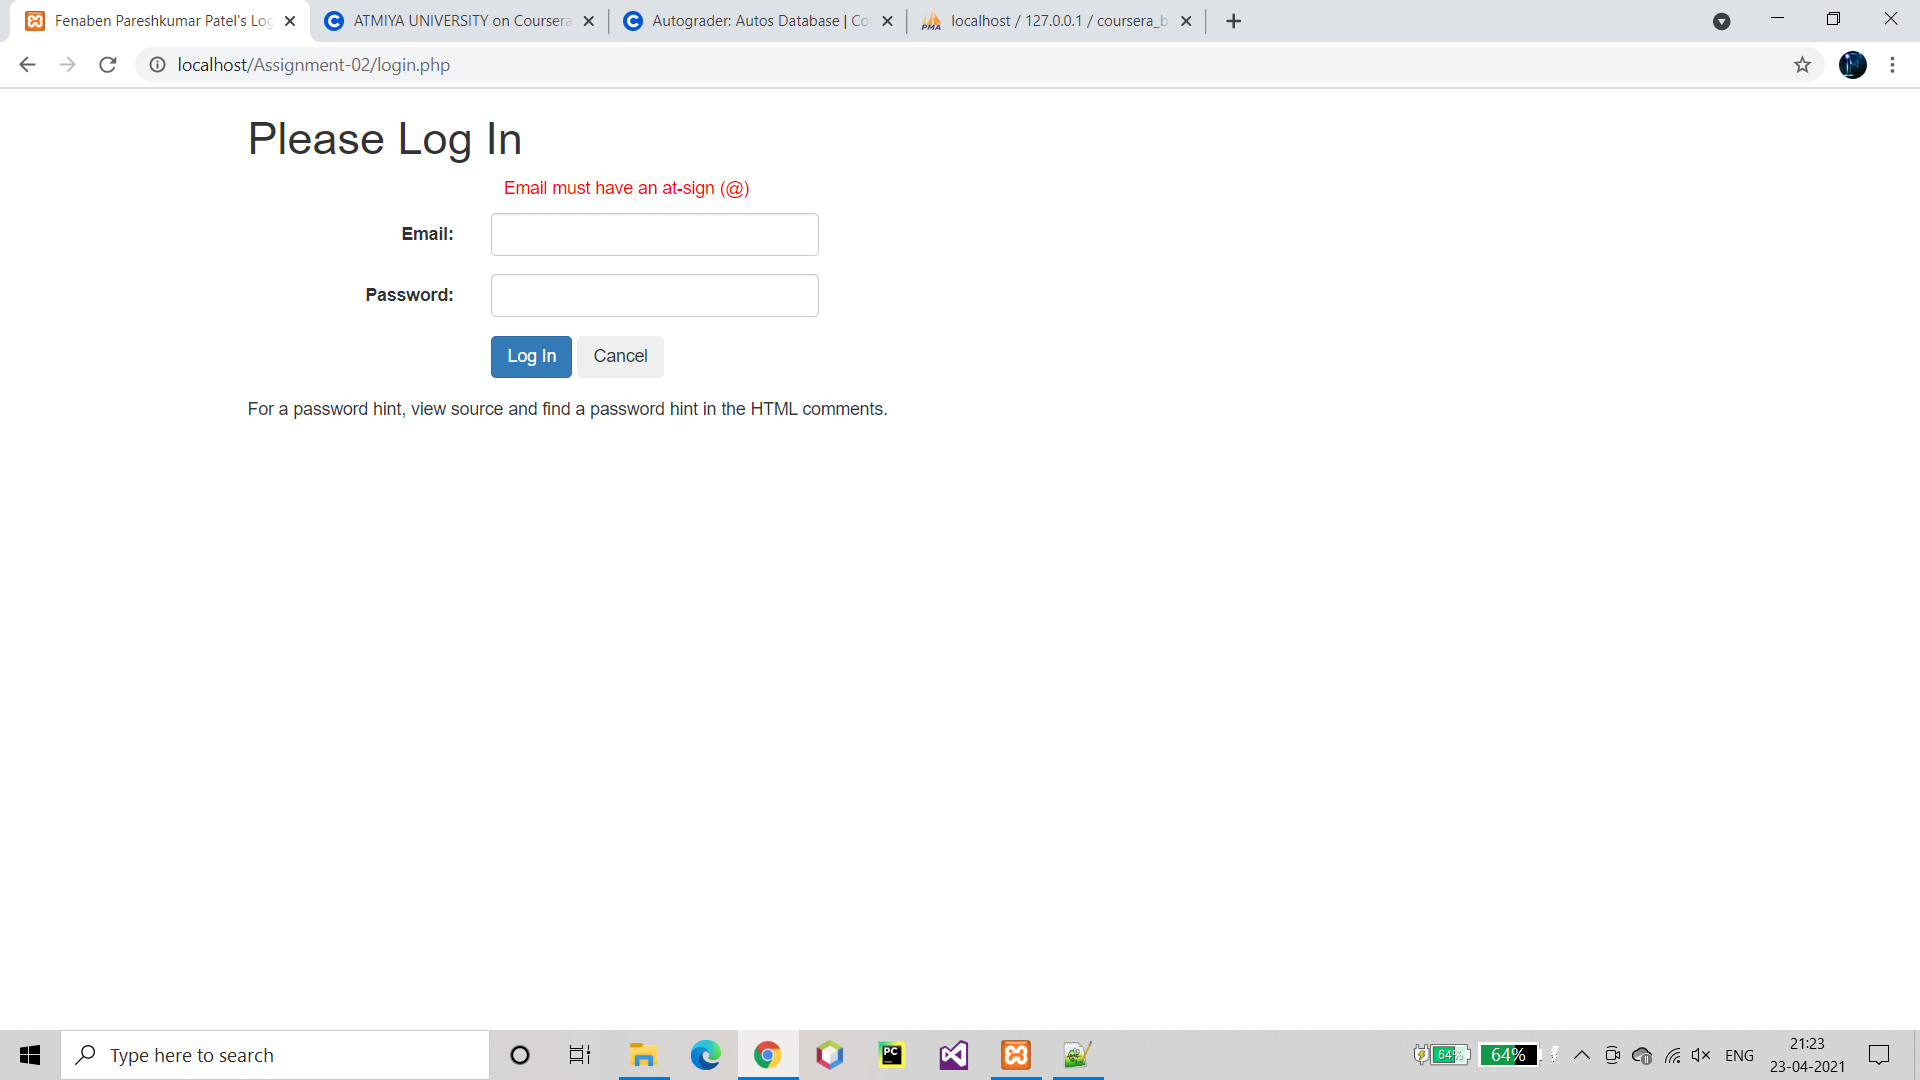 Fenaben Pareshkumar Patel's Log
ATMIYA UNIVERSITY on Coursera
Autograder: Autos Database | Co
localhost / 127.0.0.1 / coursera_b
localhost/Assignment-02/login.php
Please Log In
Email must have an at-sign (@)
Email:
Password:
Log In Cancel
For a password hint, view source and find a password hint in the HTML comments.
Type here to search
PC
64%
64%
ENG
21:23
23-04-2021
PMA